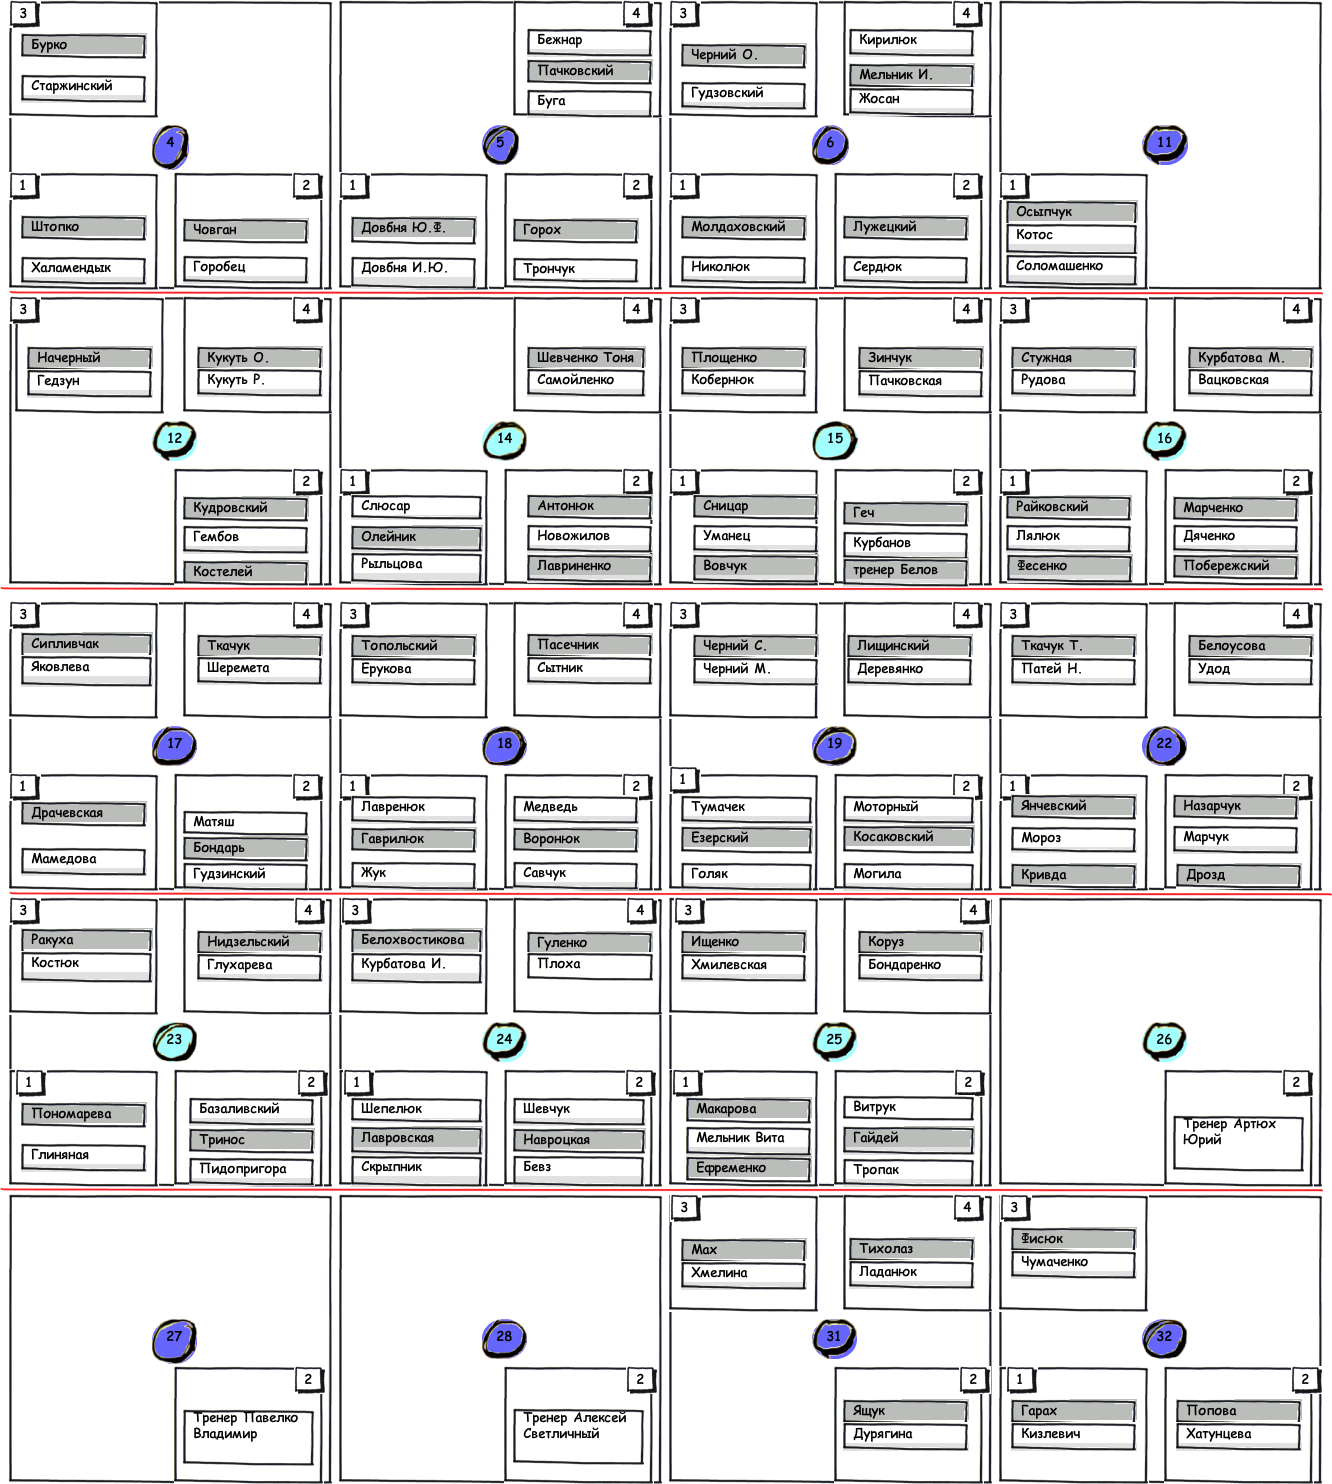 3
Бурко
Старжинский
4
1
Штопко
Халамендык
2
Човган
Горобец
4
Бежнар
Пачковский
Буга
5
1
Довбня Ю.Ф.
Довбня И.Ю.
2
Горох
Трончук
3
Черний О.
Гудзовский
4
Кирилюк
Мельник И.
Жосан
6
1
Молдаховский
Николюк
2
Лужецкий
Сердюк
11
1
Осыпчук
Котос
Соломашенко
3
Начерный
Гедзун
4
Кукуть О.
Кукуть Р.
12
2
Кудровский
Гембов
Костелей
4
Шевченко Тоня
Самойленко
14
1
Слюсар
Олейник
Рыльцова
2
Антонюк
Новожилов
Лавриненко
3
Площенко
Кобернюк
4
Зинчук
Пачковская
15
1
Сницар
Уманец
Вовчук
2
Геч
Курбанов
тренер Белов
3
Стужная
Рудова
4
Курбатова М.
Вацковская
16
1
Райковский
Лялюк
Фесенко
2
Марченко
Дяченко
Побережский
3
Сипливчак
Яковлева
4
Ткачук
Шеремета
17
1
Драчевская
Мамедова
2
Матяш
Бондарь
Гудзинский
3
Топольский
Ерукова
4
Пасечник
Сытник
18
1
Лавренюк
Гаврилюк
Жук
2
Медведь
Воронюк
Савчук
3
Черний С.
Черний М.
4
Лищинский
Деревянко
19
1
Тумачек
Езерский
Голяк
2
Моторный
Косаковский
Могила
3
Ткачук Т.
Патей Н.
4
Белоусова
Удод
22
1
Янчевский
Мороз
Кривда
2
Назарчук
Марчук
Дрозд
3
Ракуха
Костюк
4
Нидзельский
Глухарева
23
1
Пономарева
Глиняная
2
Базаливский
Тринос
Пидопригора
3
Белохвостикова
Курбатова И.
4
Гуленко
Плоха
24
1
Шепелюк
Лавровская
Скрыпник
2
Шевчук
Навроцкая
Бевз
3
Ищенко
Хмилевская
4
Коруз
Бондаренко
25
1
Макарова
Мельник Вита
Ефременко
2
Витрук
Гайдей
Тропак
26
2
Тренер Артюх
Юрий
27
2
Тренер Павелко
Владимир
28
2
Тренер Алексей
Светличный
3
Мах
Хмелина
4
Тихолаз
Ладанюк
31
2
Ящук
Дурягина
3
Фисюк
Чумаченко
32
1
Гарах
Кизлевич
2
Попова
Хатунцева